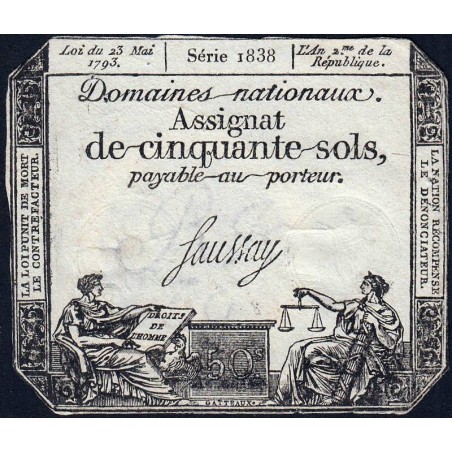 Loi du 23 Mai
1793.
Série 1838
L'An 2.me de la
République.
Domaines nationaux.
Assignat
de cinquante sols,
payable au porteur.
LA LOI PUNIT DE MORT
LE CONTREFACTEUR.
LA NATION RECOMPENSE
LE DENONCIATEUR.
Saussay
DROITS
DE
L'HOMME
50s
GATTEAUX